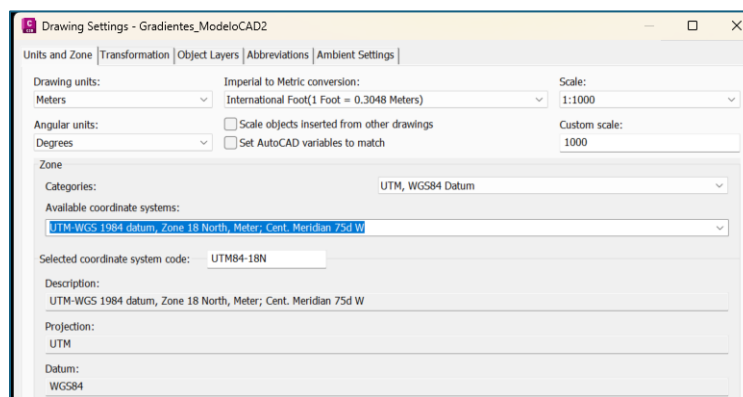 Drawing Settings - Gradientes_ModeloCAD2
Units and Zone Transformation Object Layers Abbreviations Ambient Settings
Drawing units: Imperial to Metric conversion: Scale:
Meters International Foot(1 Foot = 0.3048 Meters) 1:1000
Angular units: Scale objects inserted from other drawings Custom scale:
Degrees Set AutoCAD variables to match 1000
Zone
Categories: UTM, WGS84 Datum
Available coordinate systems:
UTM-WGS 1984 datum, Zone 18 North, Meter; Cent. Meridian 75d W
Selected coordinate system code: UTM84-18N
Description:
UTM-WGS 1984 datum, Zone 18 North, Meter; Cent. Meridian 75d W
Projection:
UTM
Datum:
WGS84